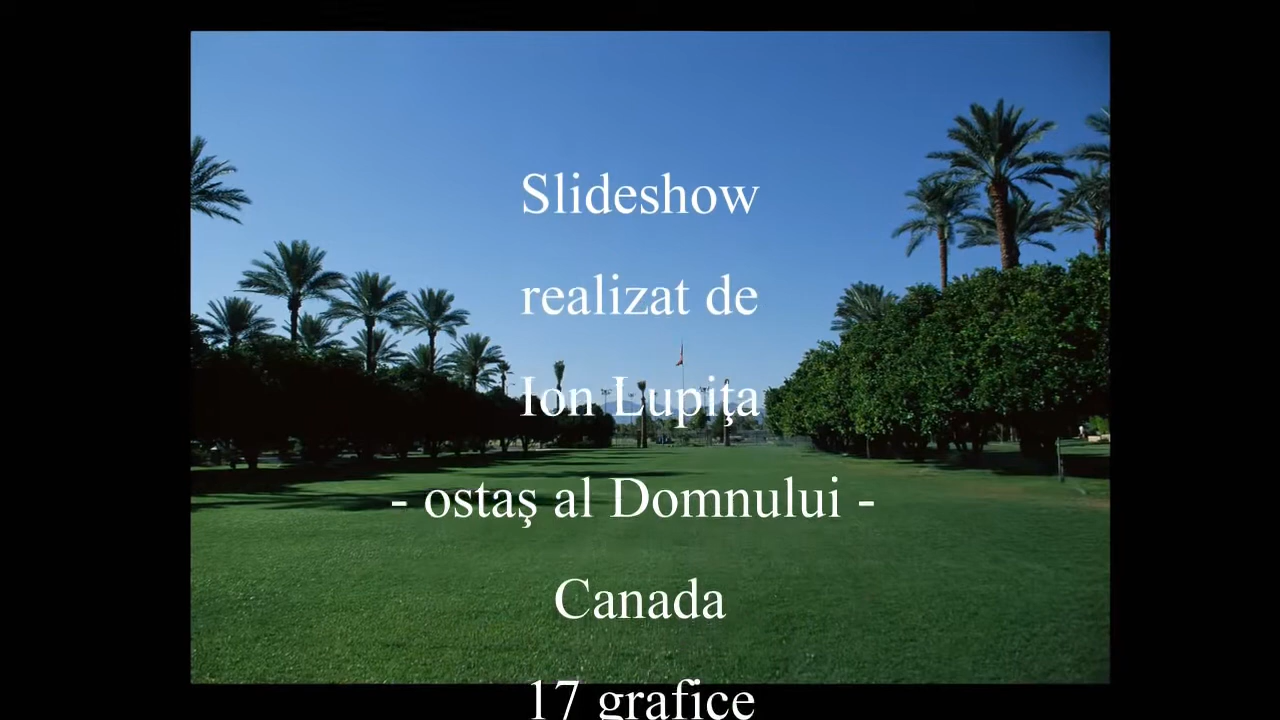 Slideshow
realizat de
Ion Lupiţa
- ostaş al Domnului -
Canada
17 grafice